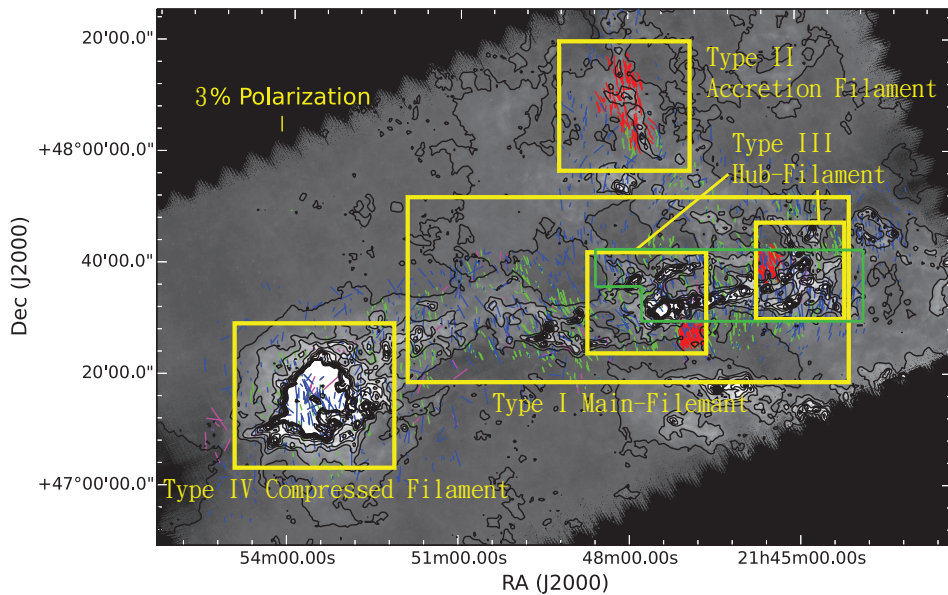 20'00.0"
Type II
Accretion Filament
3% Polarization
Type III
Hub-Filament
+48°00'00.0"
Dec (J2000)
40'00.0"
20'00.0"
Type I Main-Filemant
+47°00'00.0"
Type IV Compressed Filament
54m00.00s
51m00.00s
48m00.00s
21h45m00.00s
RA (J2000)